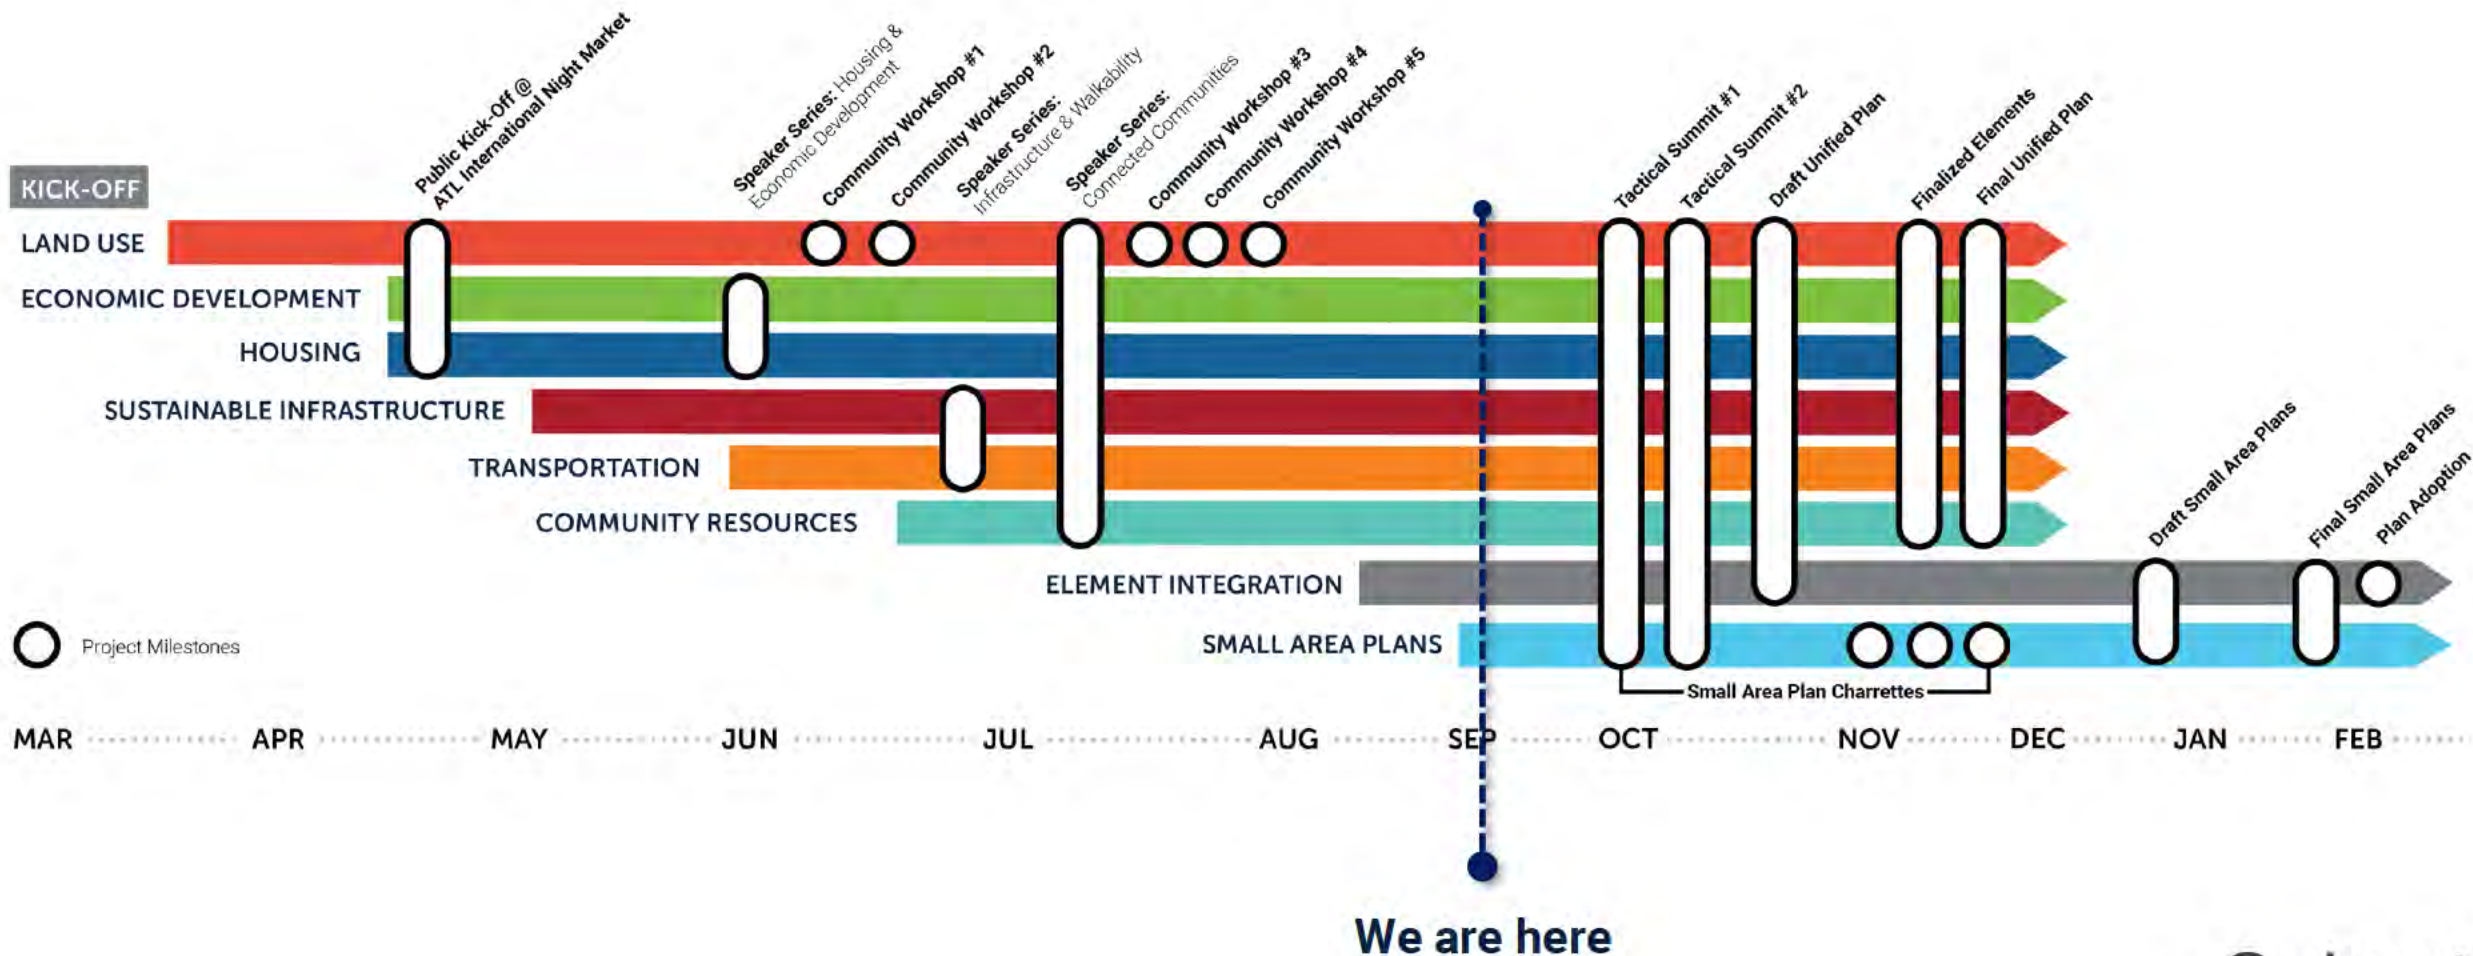 Public Kick-Off @
ATL International Night Market
Speaker Series: Housing &
Economic Development
Community Workshop #1
Community Workshop #2
Speaker Series:
Infrastructure & Walkability
Speaker Series:
Connected Communities
Community Workshop #3
Community Workshop #4
Community Workshop #5
Tactical Summit #1
Tactical Summit #2
Draft Unified Plan
Finalized Elements
Final Unified Plan
KICK-OFF
LAND USE
ECONOMIC DEVELOPMENT
HOUSING
SUSTAINABLE INFRASTRUCTURE
TRANSPORTATION
COMMUNITY RESOURCES
Draft Small Area Plans
Final Small Area Plans
Plan Adoption
ELEMENT INTEGRATION
SMALL AREA PLANS
Project Milestones
Small Area Plan Charrettes
MAR APR MAY JUN JUL AUG SEP OCT NOV DEC JAN FEB
We are here